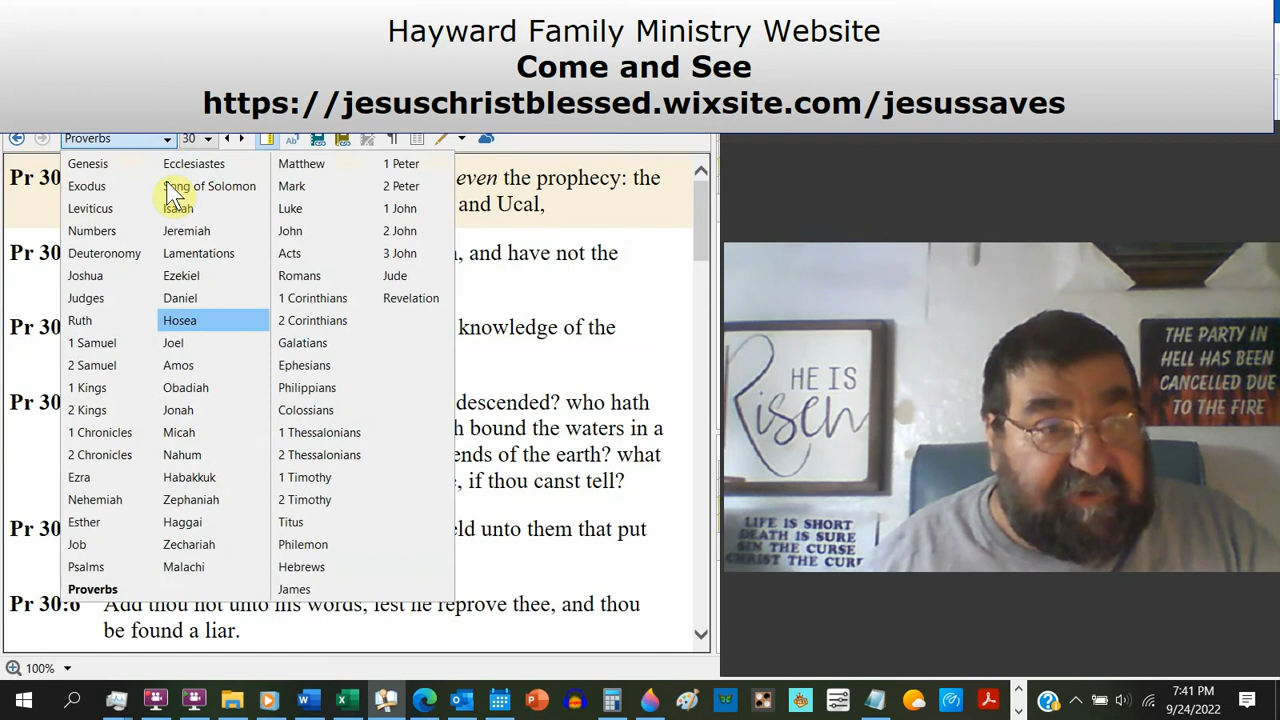 Hayward Family Ministry Website
Come and See
https://jesuschristblessed.wixsite.com/jesussaves
Proverbs 30
Genesis Ecclesiastes Matthew 1 Peter
Exodus Song of Solomon Mark 2 Peter
Leviticus Isaiah Luke 1 John
Numbers Jeremiah John 2 John
Deuteronomy Lamentations Acts 3 John
Joshua Ezekiel Romans Jude
Judges Daniel 1 Corinthians Revelation
Ruth Hosea 2 Corinthians
1 Samuel Joel Galatians
2 Samuel Amos Ephesians
1 Kings Obadiah Philippians
2 Kings Jonah Colossians
1 Chronicles Micah 1 Thessalonians
2 Chronicles Nahum 2 Thessalonians
Ezra Habakkuk 1 Timothy
Nehemiah Zephaniah 2 Timothy
Esther Haggai Titus
Job Zechariah Philemon
Psalms Malachi Hebrews
Proverbs James
Pr 30 even the prophecy: the
and Ucal,
Pr 30 , and have not the
Pr 30 knowledge of the
Pr 30 descended? who hath
bound the waters in a
ends of the earth? what
, if thou canst tell?
Pr 30 unto them that put
Pr 30:6 Add thou not unto his words, lest he reprove thee, and thou
be found a liar.
100%
HE IS
Risen
THE PARTY IN
HELL HAS BEEN
CANCELLED DUE
TO THE FIRE
LIFE IS SHORT
DEATH IS SURE
SIN THE CURSE
CHRIST THE CUR
7:41 PM
9/24/2022